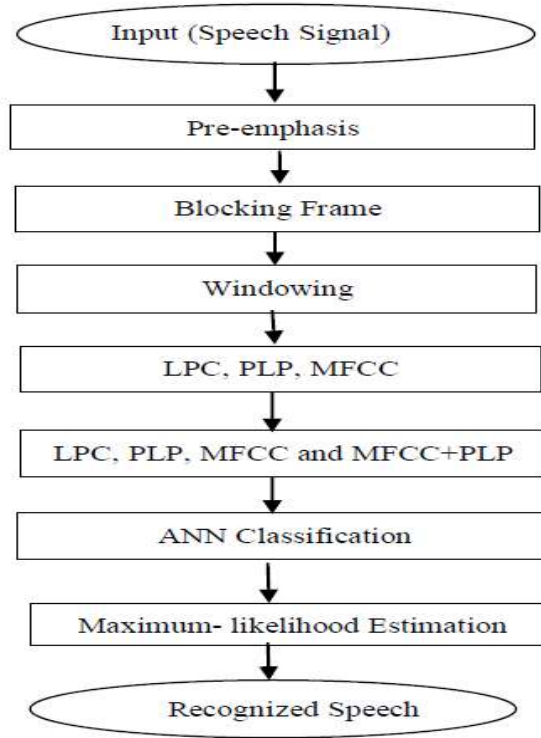 Input (Speech Signal)
Pre-emphasis
Blocking Frame
Windowing
LPC, PLP, MFCC
LPC, PLP, MFCC and MFCC+PLP
ANN Classification
Maximum- likelihood Estimation
Recognized Speech